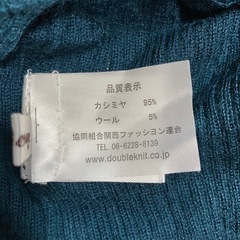 品質表示
カシミヤ 95%
ウール 5%
協同組合関西ファッション連合
TEL 06-6228-8139
www.doubleknit.co.jp